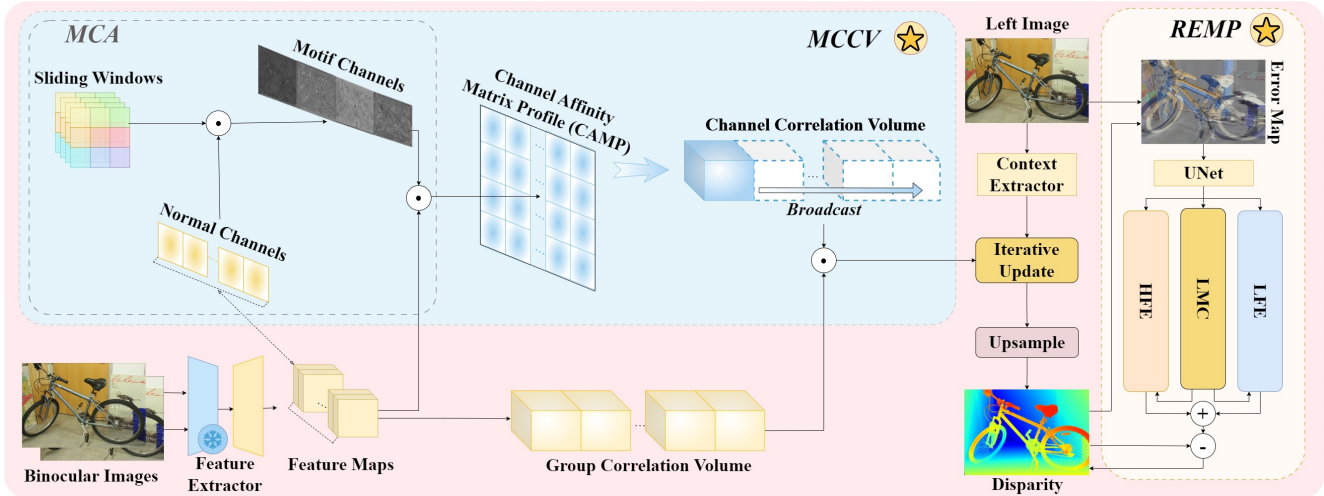 MCA
Sliding Windows
Motif Channels
Normal Channels
MCCV
Channel Affinity
Matrix Profile (CAMP)
Channel Correlation Volume
...
Broadcast
Left Image
Context
Extractor
Iterative
Update
Upsample
Disparity
REMP
Error Map
UNet
HFE
LMC
LFE
+
-
Binocular Images
Feature
Extractor
Feature Maps
...
Group Correlation Volume